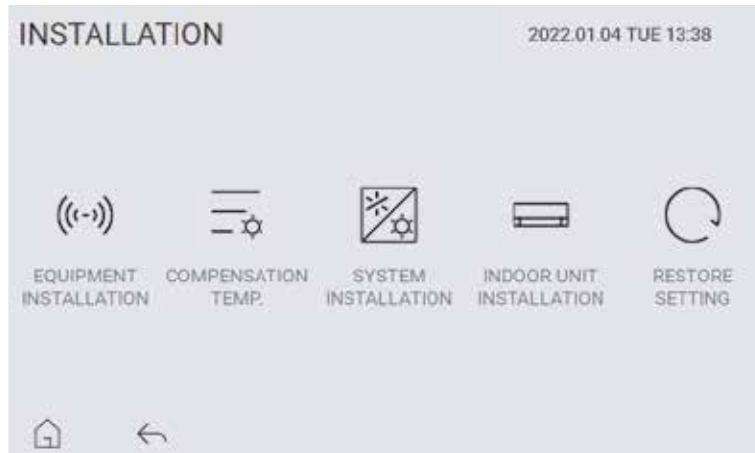 INSTALLATION
2022.01.04 TUE 13:38
EQUIPMENT
INSTALLATION
COMPENSATION
TEMP.
SYSTEM
INSTALLATION
INDOOR UNIT
INSTALLATION
RESTORE
SETTING